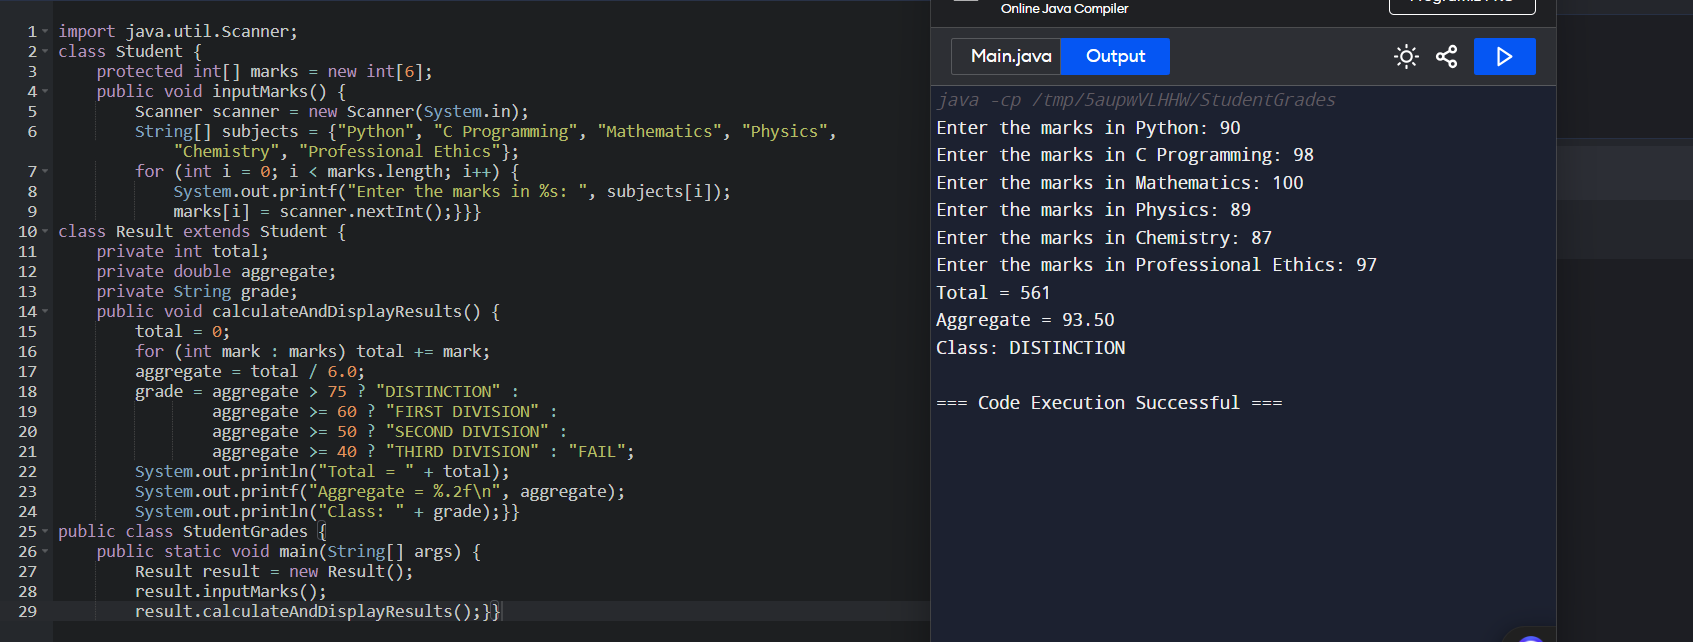 1 import java.util.Scanner;
2 class Student {
3     protected int[] marks = new int[6];
4     public void inputMarks() {
5         Scanner scanner = new Scanner(System.in);
6         String[] subjects = {"Python", "C Programming", "Mathematics", "Physics",
            "Chemistry", "Professional Ethics"};
7         for (int i = 0; i < marks.length; i++) {
8             System.out.printf("Enter the marks in %s: ", subjects[i]);
9             marks[i] = scanner.nextInt();}}}
10 class Result extends Student {
11     private int total;
12     private double aggregate;
13     private String grade;
14     public void calculateAndDisplayResults() {
15         total = 0;
16         for (int mark : marks) total += mark;
17         aggregate = total / 6.0;
18         grade = aggregate > 75 ? "DISTINCTION" :
19                 aggregate >= 60 ? "FIRST DIVISION" :
20                 aggregate >= 50 ? "SECOND DIVISION" :
21                 aggregate >= 40 ? "THIRD DIVISION" : "FAIL";
22         System.out.println("Total = " + total);
23         System.out.printf("Aggregate = %.2f\n", aggregate);
24         System.out.println("Class: " + grade);}}
25 public class StudentGrades {
26     public static void main(String[] args) {
27         Result result = new Result();
28         result.inputMarks();
29         result.calculateAndDisplayResults();}}
Online Java Compiler
Main.java Output
java -cp /tmp/5aupwVLHHW/StudentGrades
Enter the marks in Python: 90
Enter the marks in C Programming: 98
Enter the marks in Mathematics: 100
Enter the marks in Physics: 89
Enter the marks in Chemistry: 87
Enter the marks in Professional Ethics: 97
Total = 561
Aggregate = 93.50
Class: DISTINCTION
=== Code Execution Successful ===